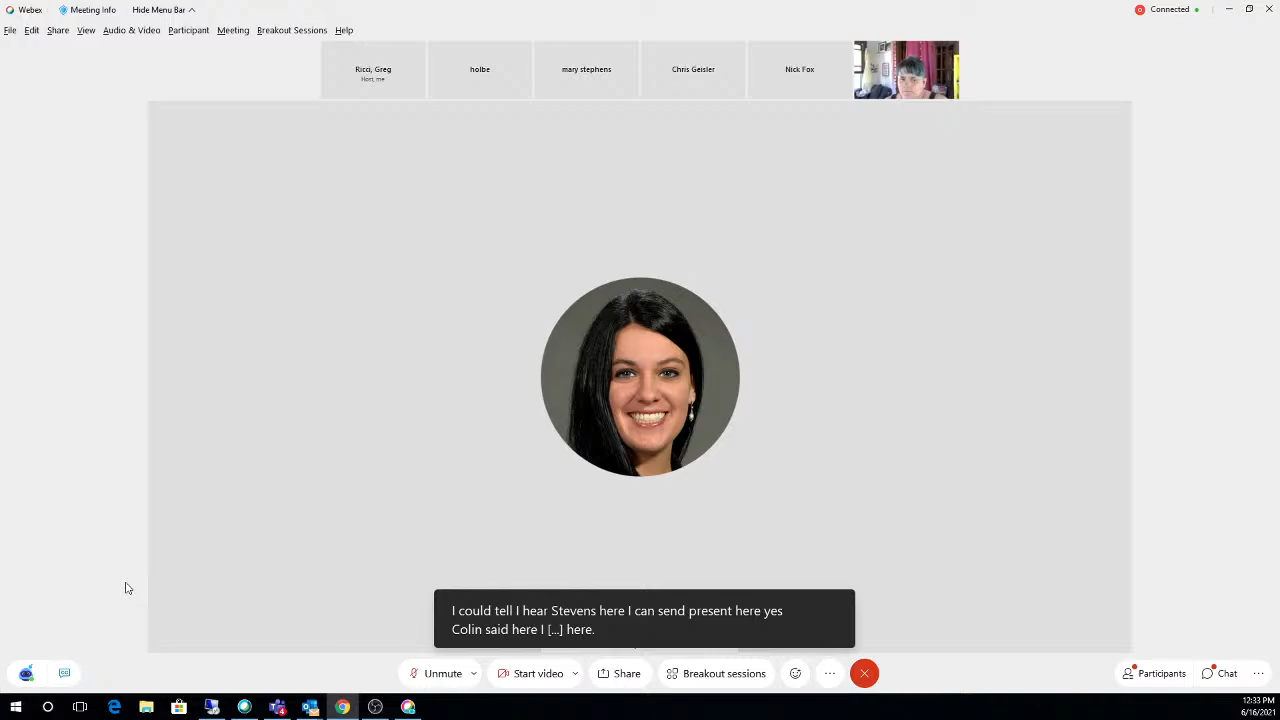 Webex
Meeting Info
Hide Menu Bar
Connected
File Edit Share View Audio & Video Participant Meeting Breakout Sessions Help
Ricci, Greg
Host, me
holbe
mary stephens
Chris Geisler
Nick Fox
I could tell I hear Stevens here I can send present here yes
Colin said here I [...] here.
Unmute
Start video
Share
Breakout sessions
Participants
Chat
12:33 PM
6/16/2021